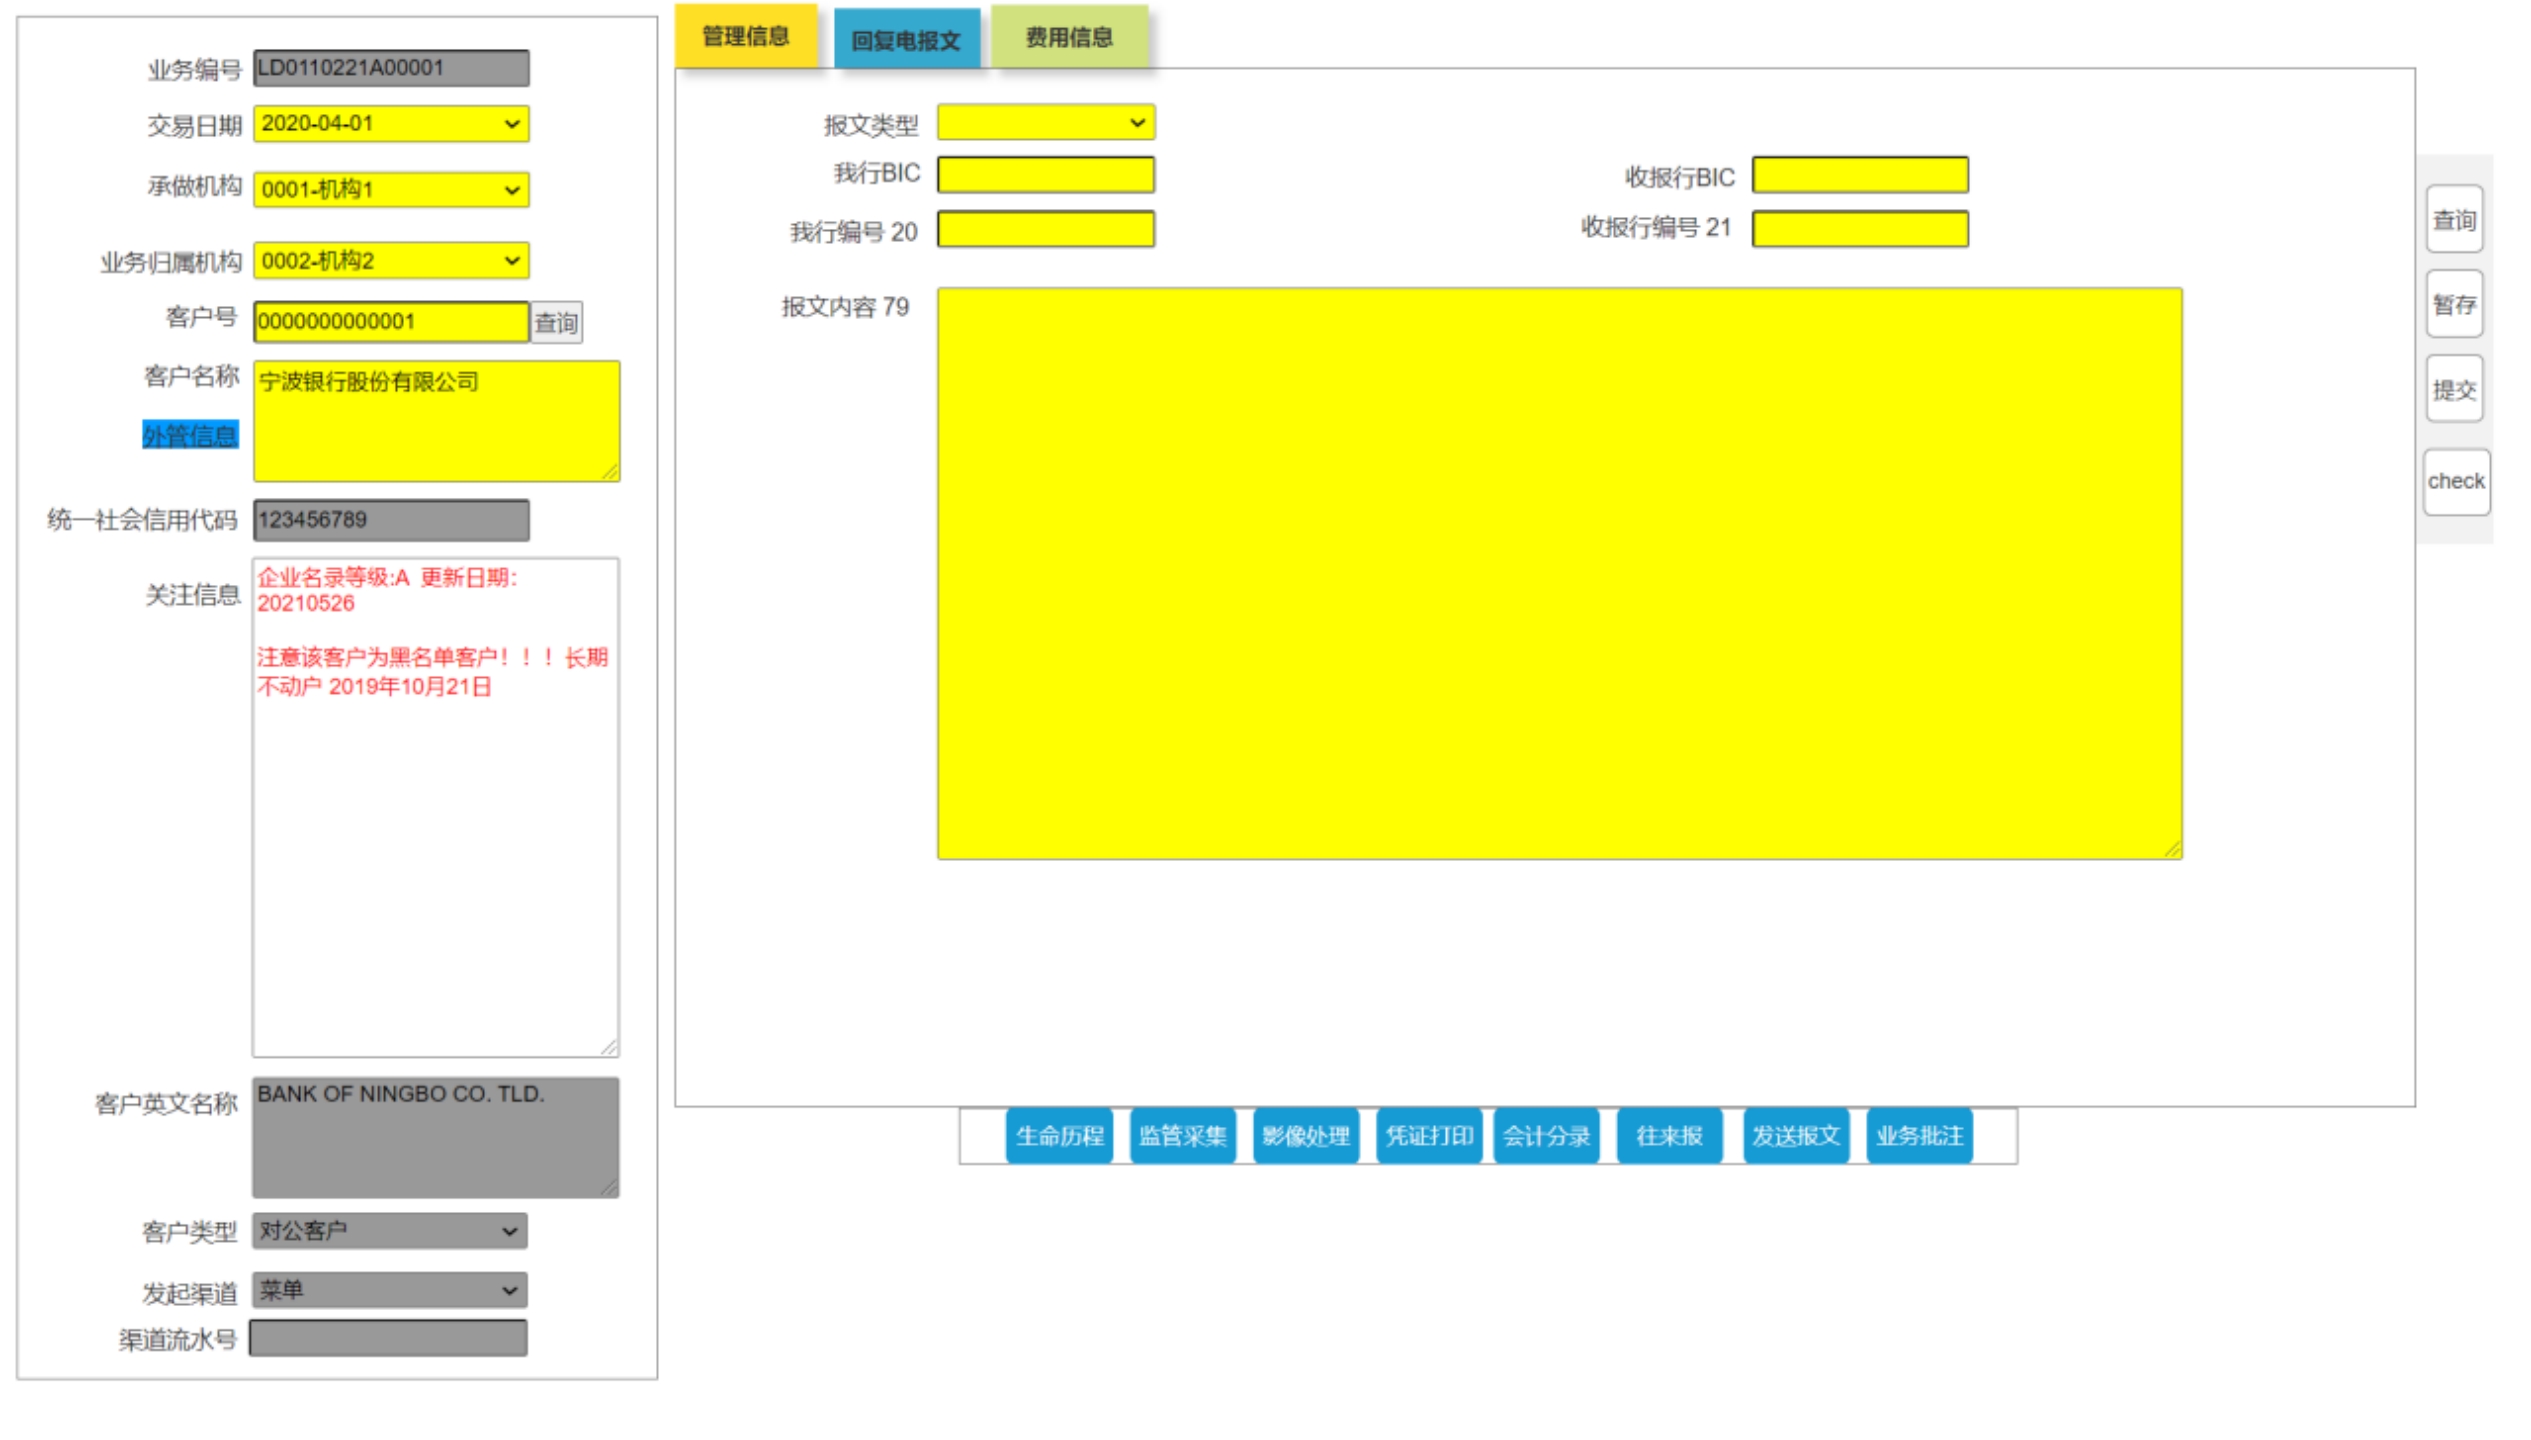 业务编号 LD0110221A00001
交易日期 2020-04-01
承做机构 0001-机构1
业务归属机构 0002-机构2
客户号 0000000000001 查询
客户名称 宁波银行股份有限公司
外管信息
统一社会信用代码 123456789
关注信息
企业名录等级:A 更新日期:
20210526
注意该客户为黑名单客户！！！长期
不动户 2019年10月21日
客户英文名称 BANK OF NINGBO CO. TLD.
客户类型 对公客户
发起渠道 菜单
渠道流水号
管理信息 回复电报文 费用信息
报文类型
我行BIC 收报行BIC
我行编号 20 收报行编号 21
报文内容 79
查询
暂存
提交
check
生命历程 监管采集 影像处理 凭证打印 会计分录 往来报 发送报文 业务批注